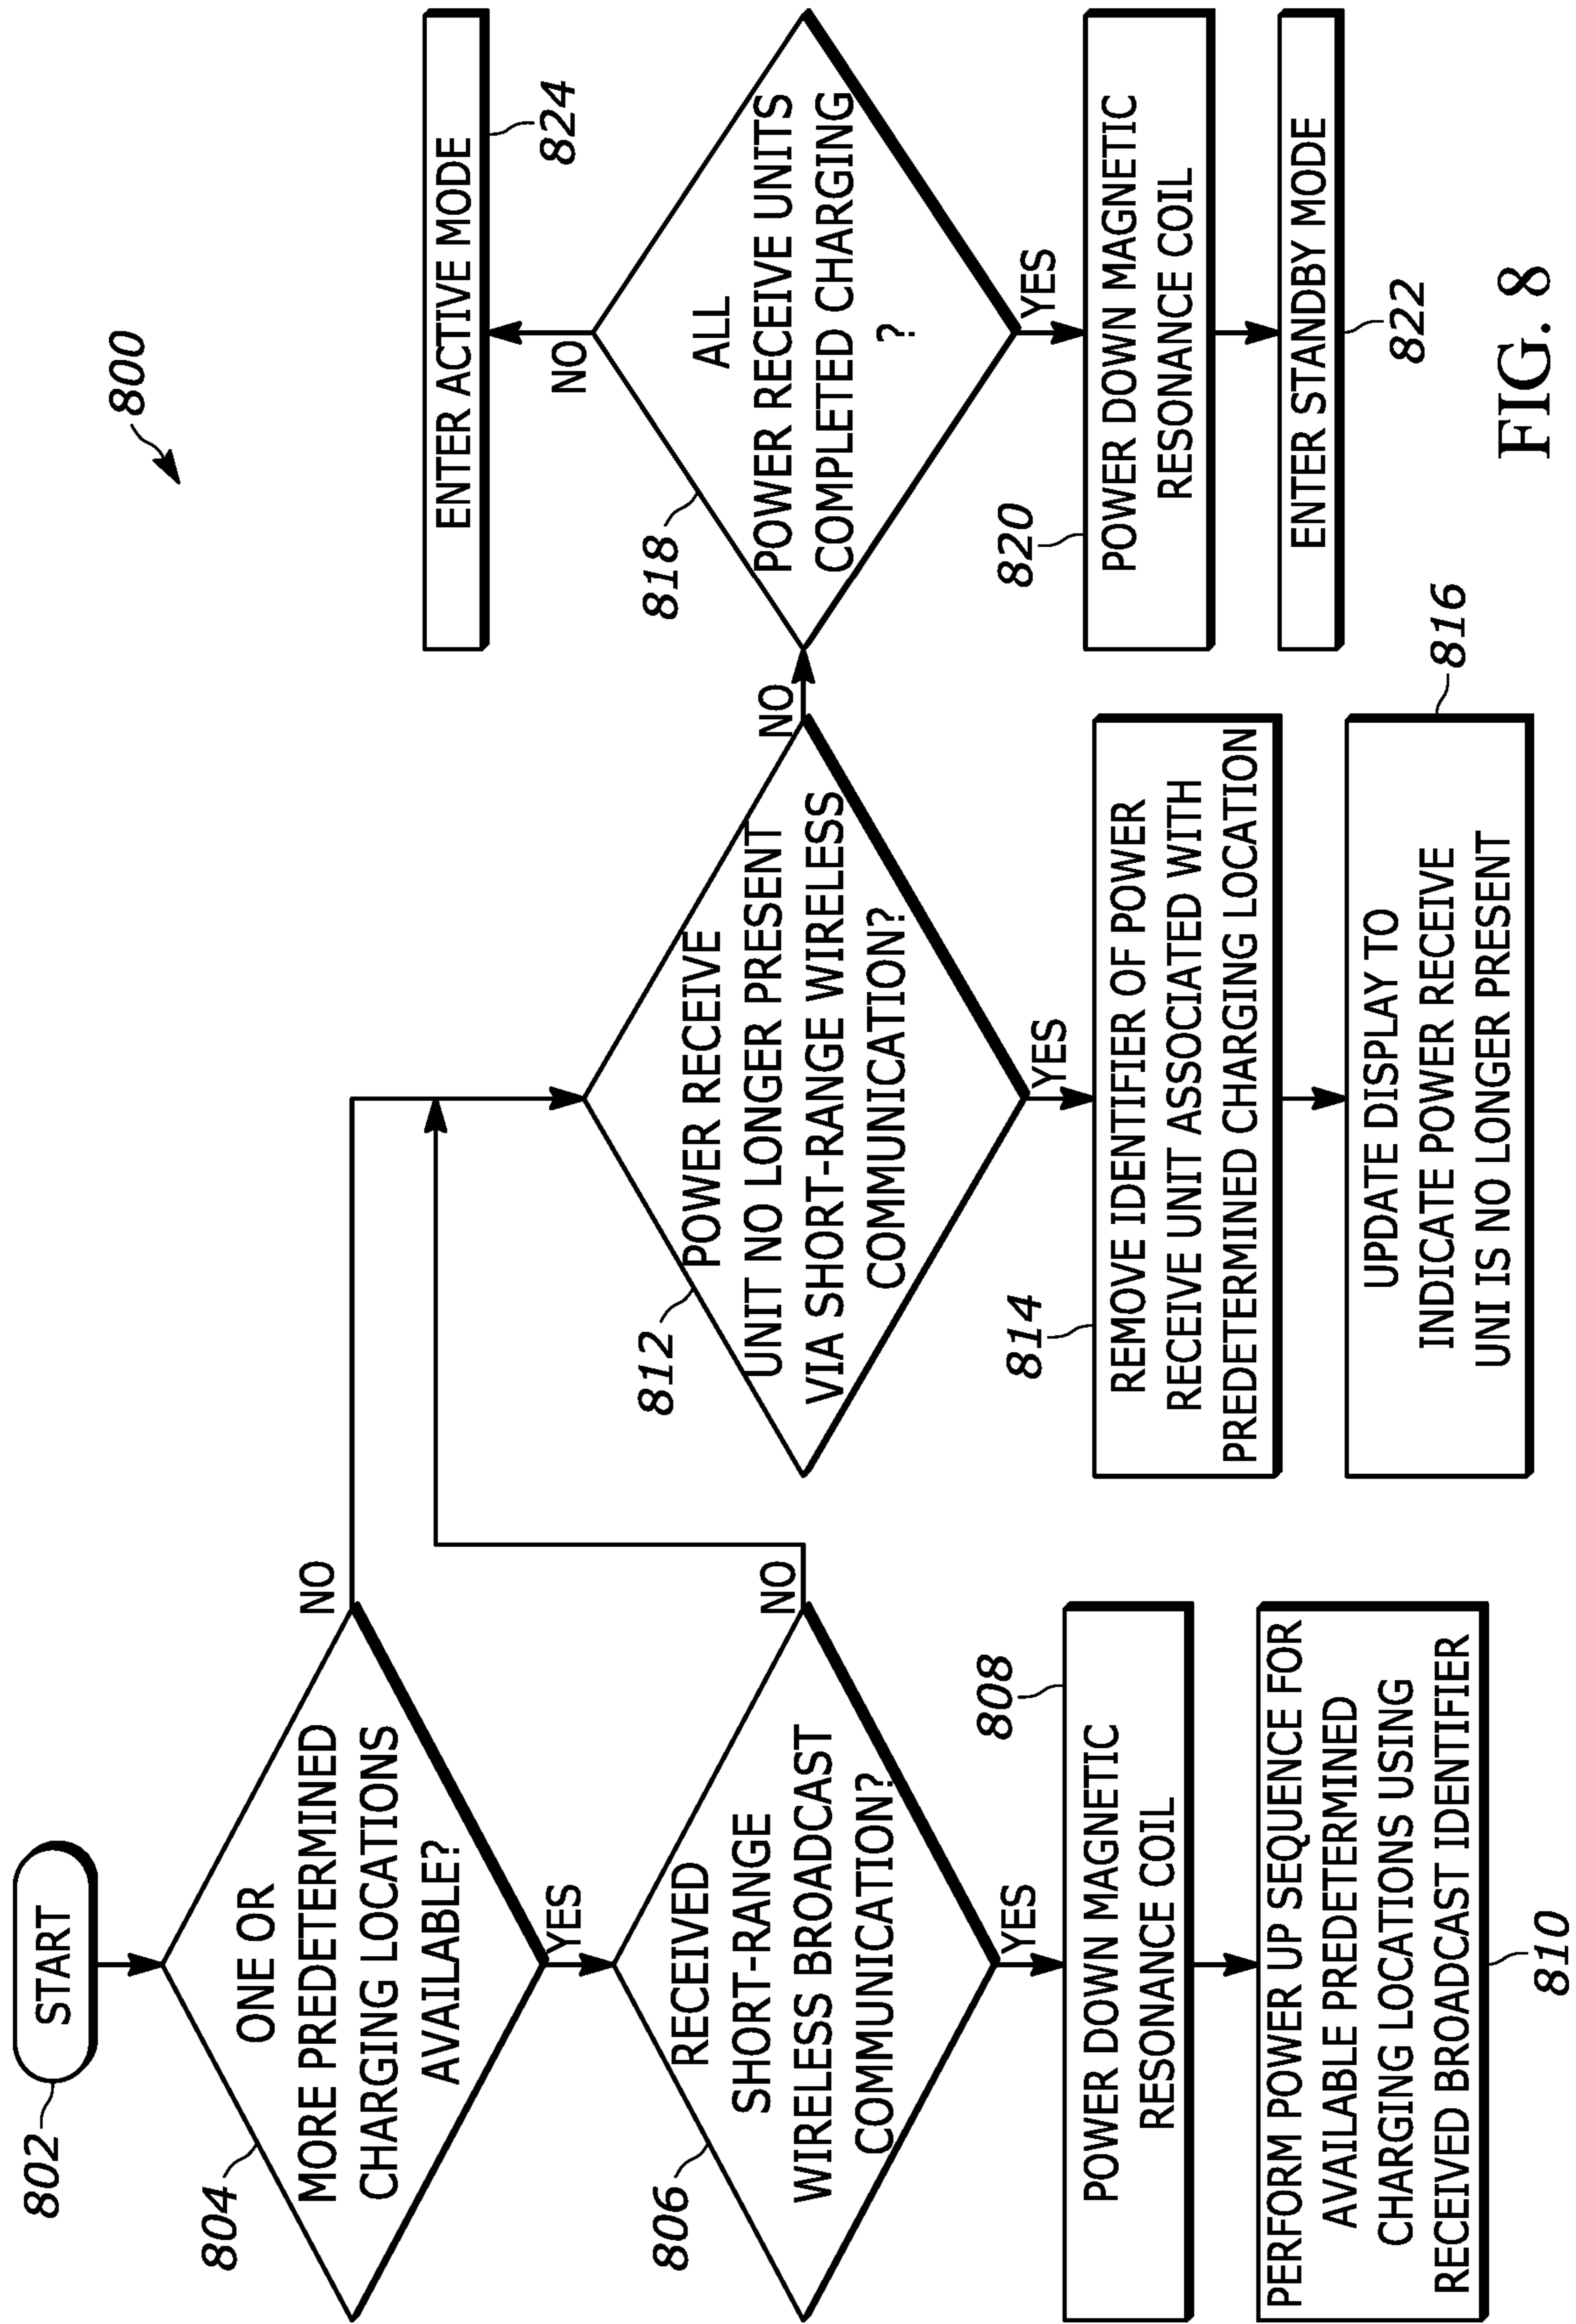 800
START
802
ONE OR
MORE PREDETERMINED
CHARGING LOCATIONS
AVAILABLE?
804
NO
YES
RECEIVED
SHORT-RANGE
WIRELESS BROADCAST
COMMUNICATION?
806
NO
YES
POWER DOWN MAGNETIC
RESONANCE COIL
808
PERFORM POWER UP SEQUENCE FOR
AVAILABLE PREDETERMINED
CHARGING LOCATIONS USING
RECEIVED BROADCAST IDENTIFIER
810
POWER RECEIVE
UNIT NO LONGER PRESENT
VIA SHORT-RANGE WIRELESS
COMMUNICATION?
812
NO
YES
REMOVE IDENTIFIER OF POWER
RECEIVE UNIT ASSOCIATED WITH
PREDETERMINED CHARGING LOCATION
814
UPDATE DISPLAY TO
INDICATE POWER RECEIVE
UNI IS NO LONGER PRESENT
816
ENTER ACTIVE MODE
824
NO
ALL
POWER RECEIVE UNITS
COMPLETED CHARGING
?
818
YES
POWER DOWN MAGNETIC
RESONANCE COIL
820
ENTER STANDBY MODE
822
FIG. 8